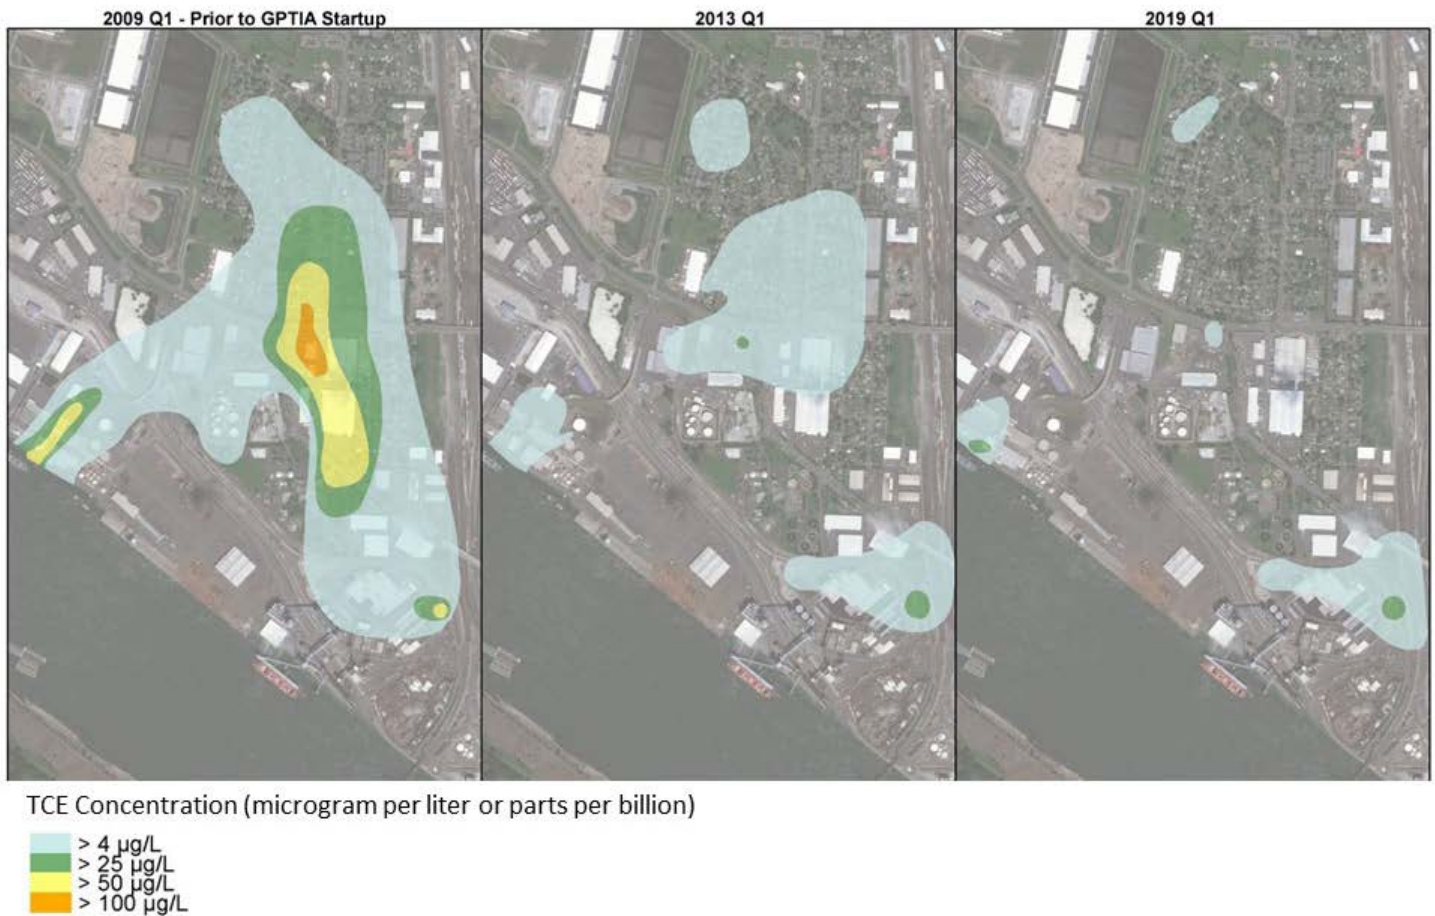 2009 Q1 - Prior to GPTIA Startup
2013 Q1
2019 Q1
TCE Concentration (microgram per liter or parts per billion)
> 4 µg/L
> 25 µg/L
> 50 µg/L
> 100 µg/L